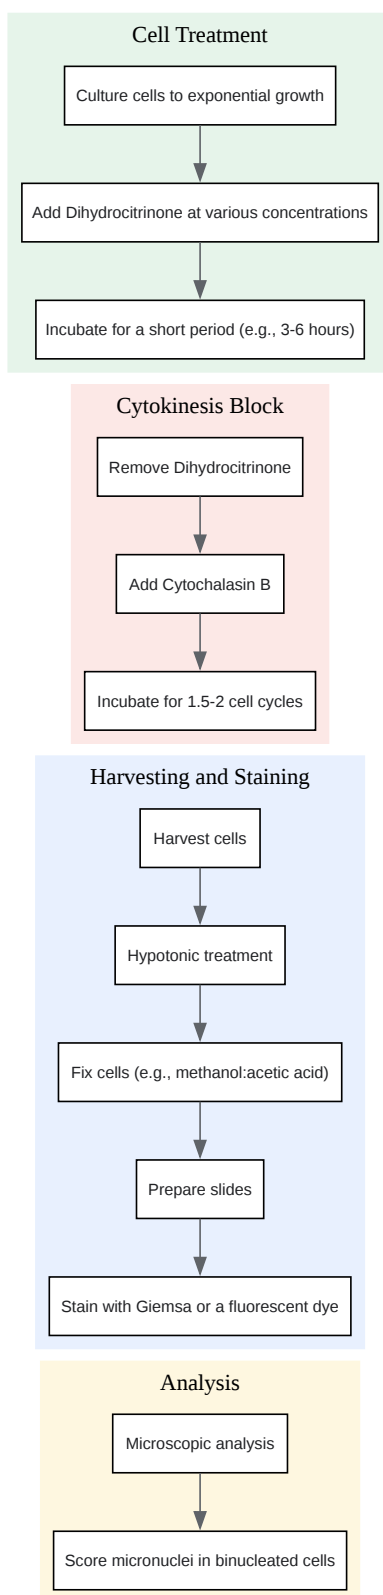 Cell Treatment
Culture cells to exponential growth
Add Dihydrocitrinone at various concentrations
Incubate for a short period (e.g., 3-6 hours)
Cytokinesis Block
Remove Dihydrocitrinone
Add Cytochalasin B
Incubate for 1.5-2 cell cycles
Harvesting and Staining
Harvest cells
Hypotonic treatment
Fix cells (e.g., methanol:acetic acid)
Prepare slides
Stain with Giemsa or a fluorescent dye
Analysis
Microscopic analysis
Score micronuclei in binucleated cells